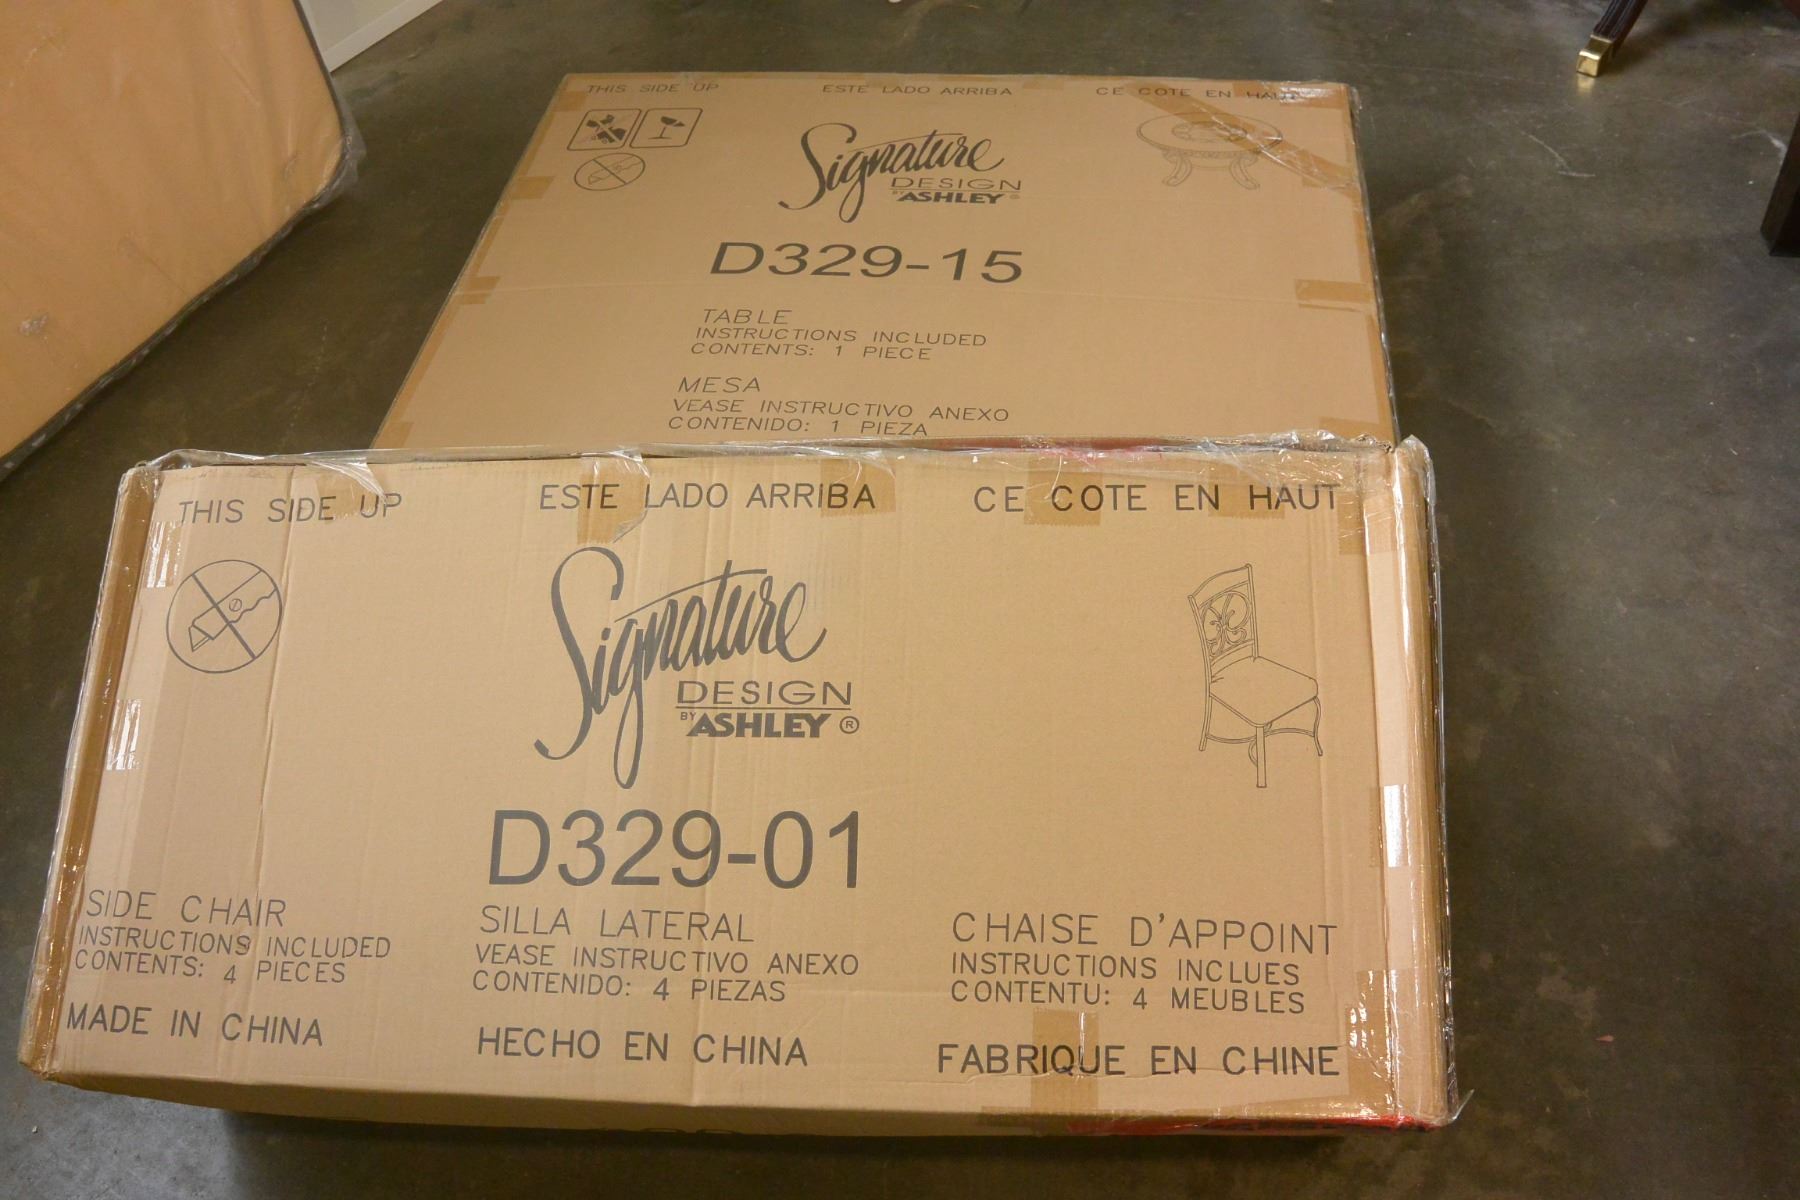 THIS SIDE UP ESTE LADO ARRIBA CE COTE EN HAUT
Signature
DESIGN
BY ASHLEY ®
D329-15
TABLE
INSTRUCTIONS INCLUDED
CONTENTS: 1 PIECE
MESA
VEASE INSTRUCTIVO ANEXO
CONTENIDO: 1 PIEZA
THIS SIDE UP ESTE LADO ARRIBA CE COTE EN HAUT
Signature
DESIGN
BY ASHLEY ®
D329-01
SIDE CHAIR
INSTRUCTIONS INCLUDED
CONTENTS: 4 PIECES
MADE IN CHINA
SILLA LATERAL
VEASE INSTRUCTIVO ANEXO
CONTENIDO: 4 PIEZAS
HECHO EN CHINA
CHAISE D'APPOINT
INSTRUCTIONS INCLUES
CONTENTU: 4 MEUBLES
FABRIQUE EN CHINE